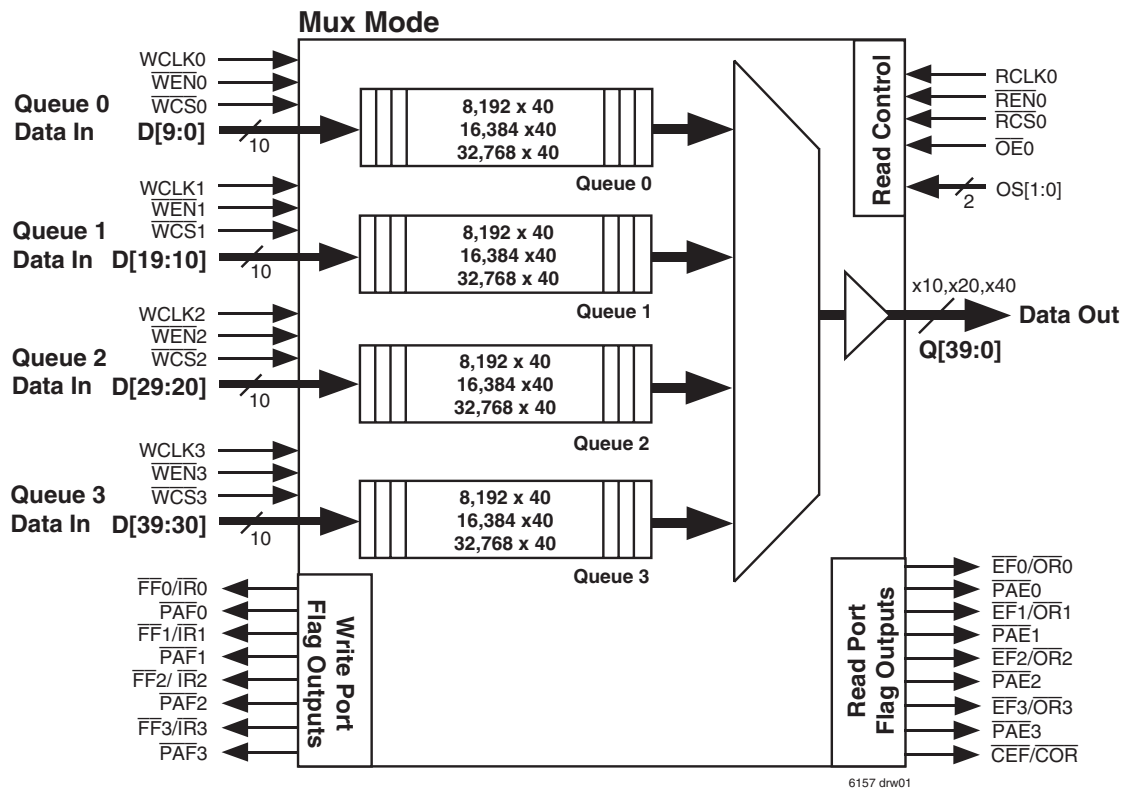 Mux Mode
WCLK0
WEN0
WCS0
Queue 0
Data In D[9:0]
10
8,192 x 40
16,384 x40
32,768 x 40
Queue 0
WCLK1
WEN1
WCS1
Queue 1
Data In D[19:10]
10
8,192 x 40
16,384 x40
32,768 x 40
Queue 1
WCLK2
WEN2
WCS2
Queue 2
Data In D[29:20]
10
8,192 x 40
16,384 x40
32,768 x 40
Queue 2
WCLK3
WEN3
WCS3
Queue 3
Data In D[39:30]
10
8,192 x 40
16,384 x40
32,768 x 40
Queue 3
Read Control
RCLK0
REN0
RCS0
OE0
OS[1:0]
2
x10,x20,x40
Data Out
Q[39:0]
FF0/IR0
PAF0
FF1/IR1
PAF1
FF2/ IR2
PAF2
FF3/IR3
PAF3
Write Port
Flag Outputs
Read Port
Flag Outputs
EF0/OR0
PAE0
EF1/OR1
PAE1
EF2/OR2
PAE2
EF3/OR3
PAE3
CEF/COR
6157 drw01